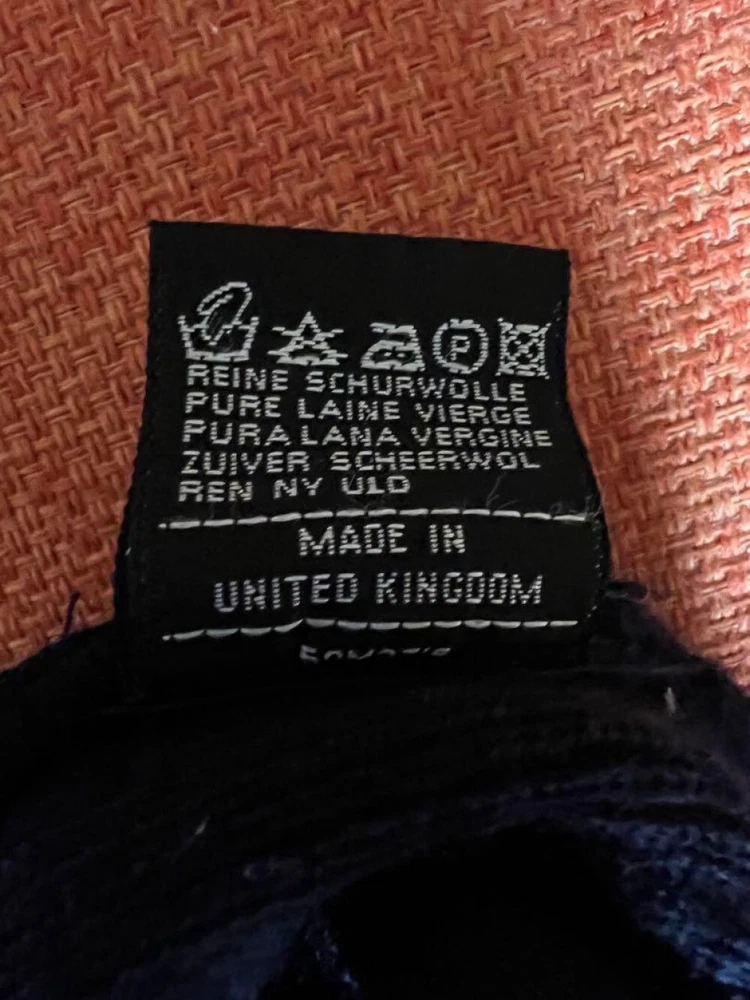 P
REINE SCHURWOLLE
PURE LAINE VIERGE
PURA LANA VERGINE
ZUIVER SCHEERWOL
REN NY ULD
MADE IN
UNITED KINGDOM